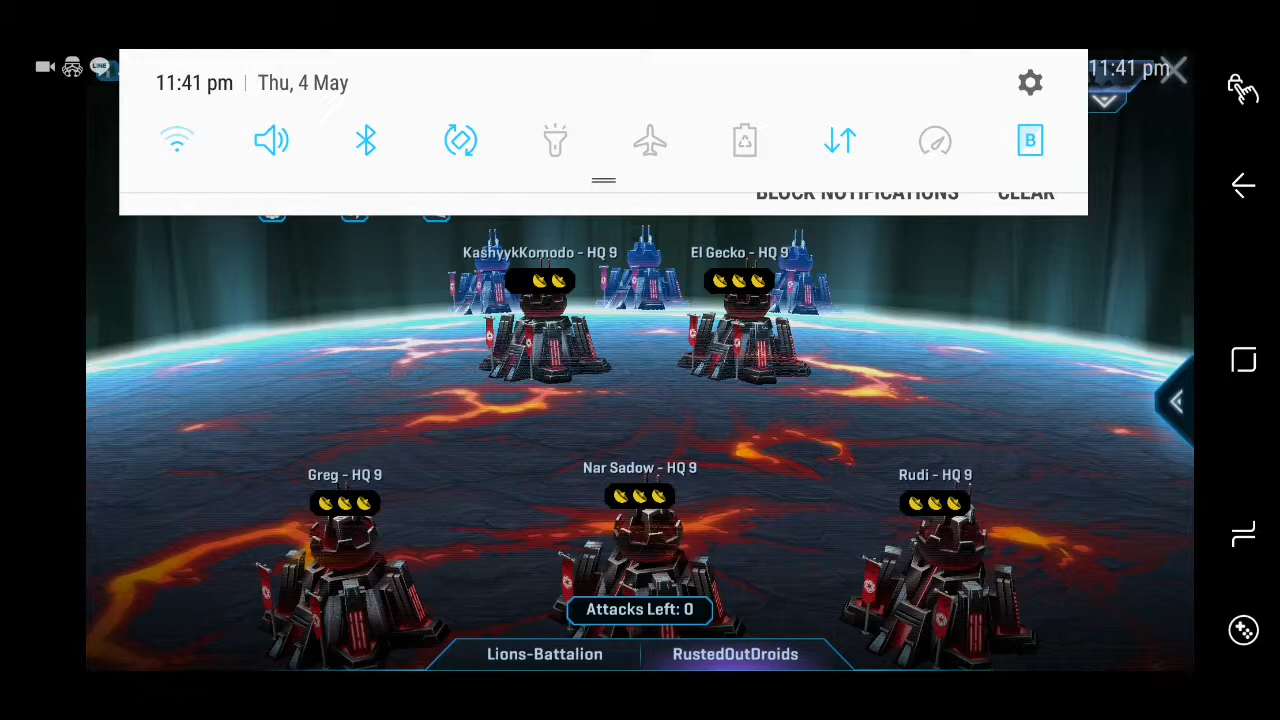 LINE
11:41 pm | Thu, 4 May
11:41 pm
B
BLOCK NOTIFICATIONS CLEAR
KashyykKomodo - HQ 9
El Gecko - HQ 9
Greg - HQ 9
Nar Sadow - HQ 9
Rudi - HQ 9
Attacks Left: 0
Lions-Battalion
RustedOutDroids